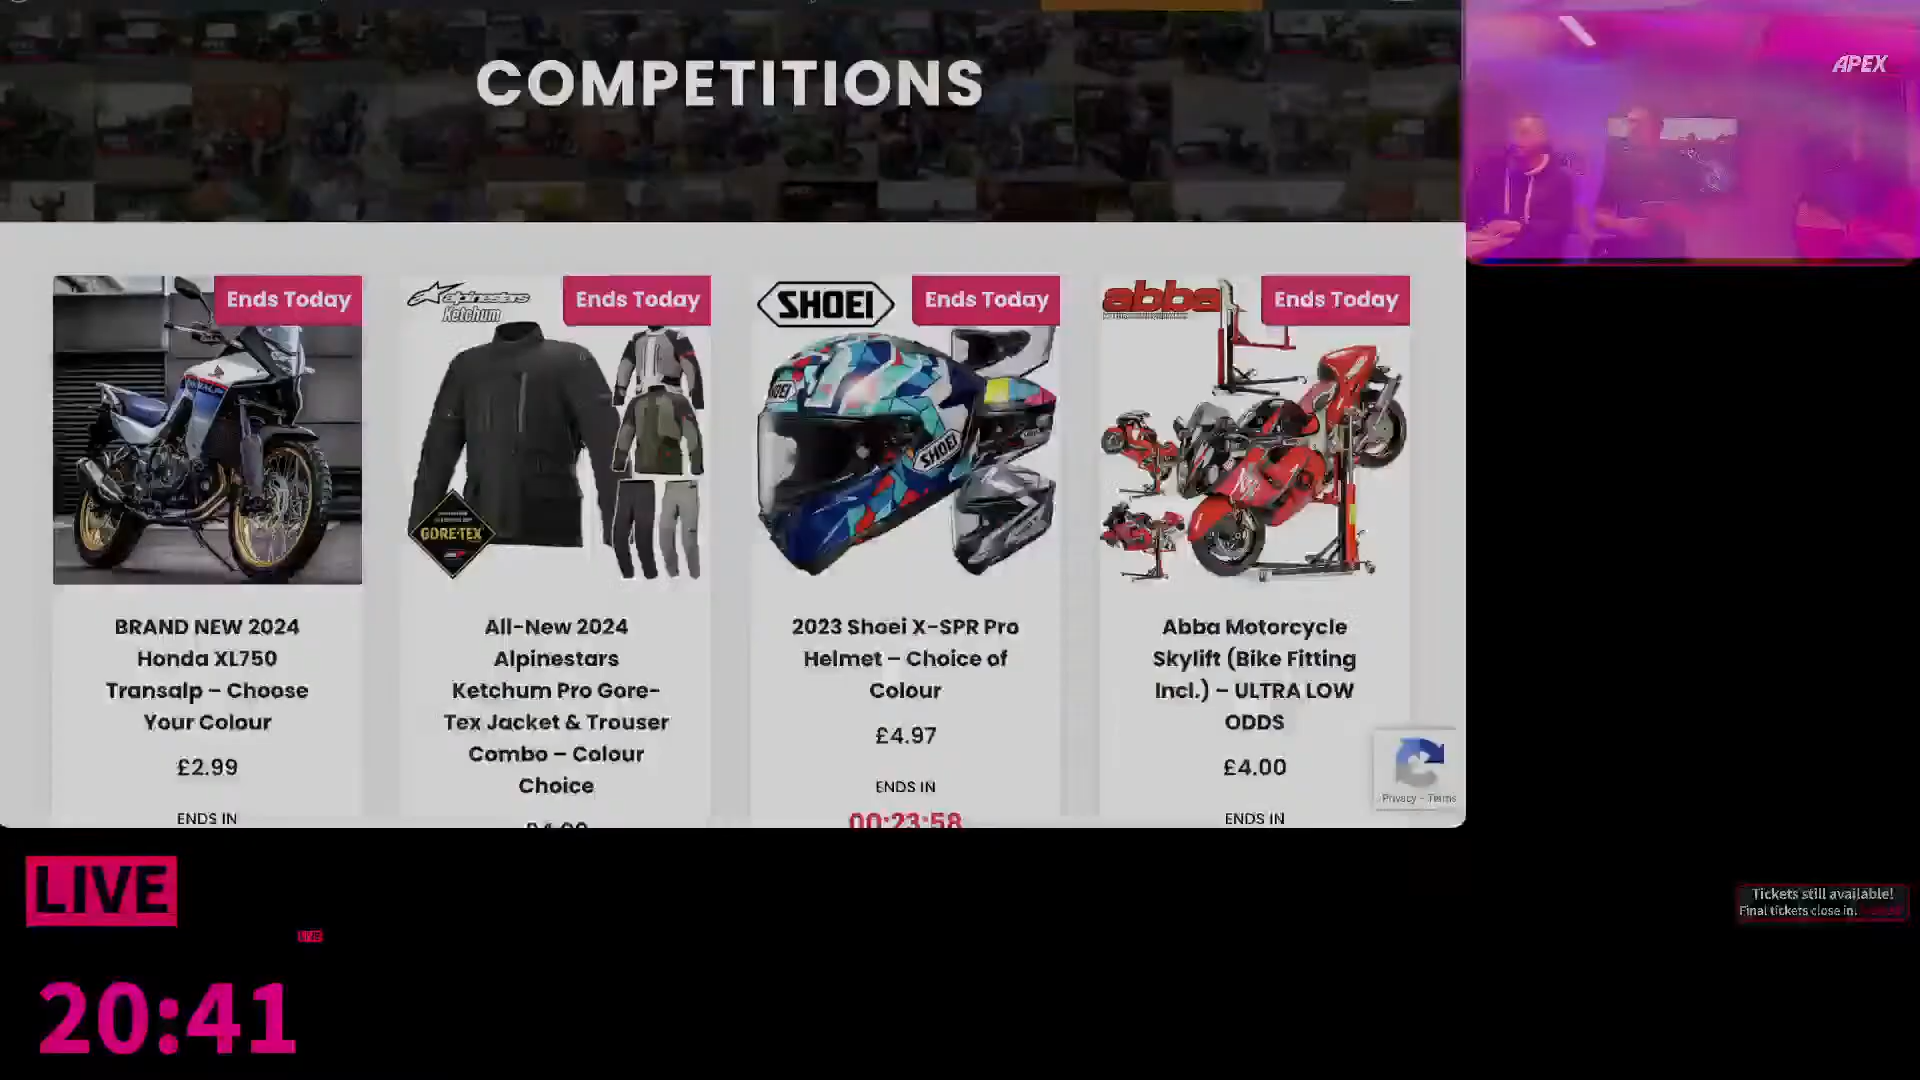 COMPETITIONS
APEX
Ends Today
Ends Today
Ends Today
Ends Today
alpinestars
Ketchum
SHOEI
abba
SHOEI
SHOEI
GORE-TEX
BRAND NEW 2024
Honda XL750
Transalp – Choose
Your Colour
£2.99
ENDS IN
All-New 2024
Alpinestars
Ketchum Pro Gore-
Tex Jacket & Trouser
Combo – Colour
Choice
2023 Shoei X-SPR Pro
Helmet – Choice of
Colour
£4.97
ENDS IN
00:23:58
Abba Motorcycle
Skylift (Bike Fitting
Incl.) – ULTRA LOW
ODDS
£4.00
ENDS IN
Privacy - Terms
LIVE
LIVE
20:41
Tickets still available!
Final tickets close in: